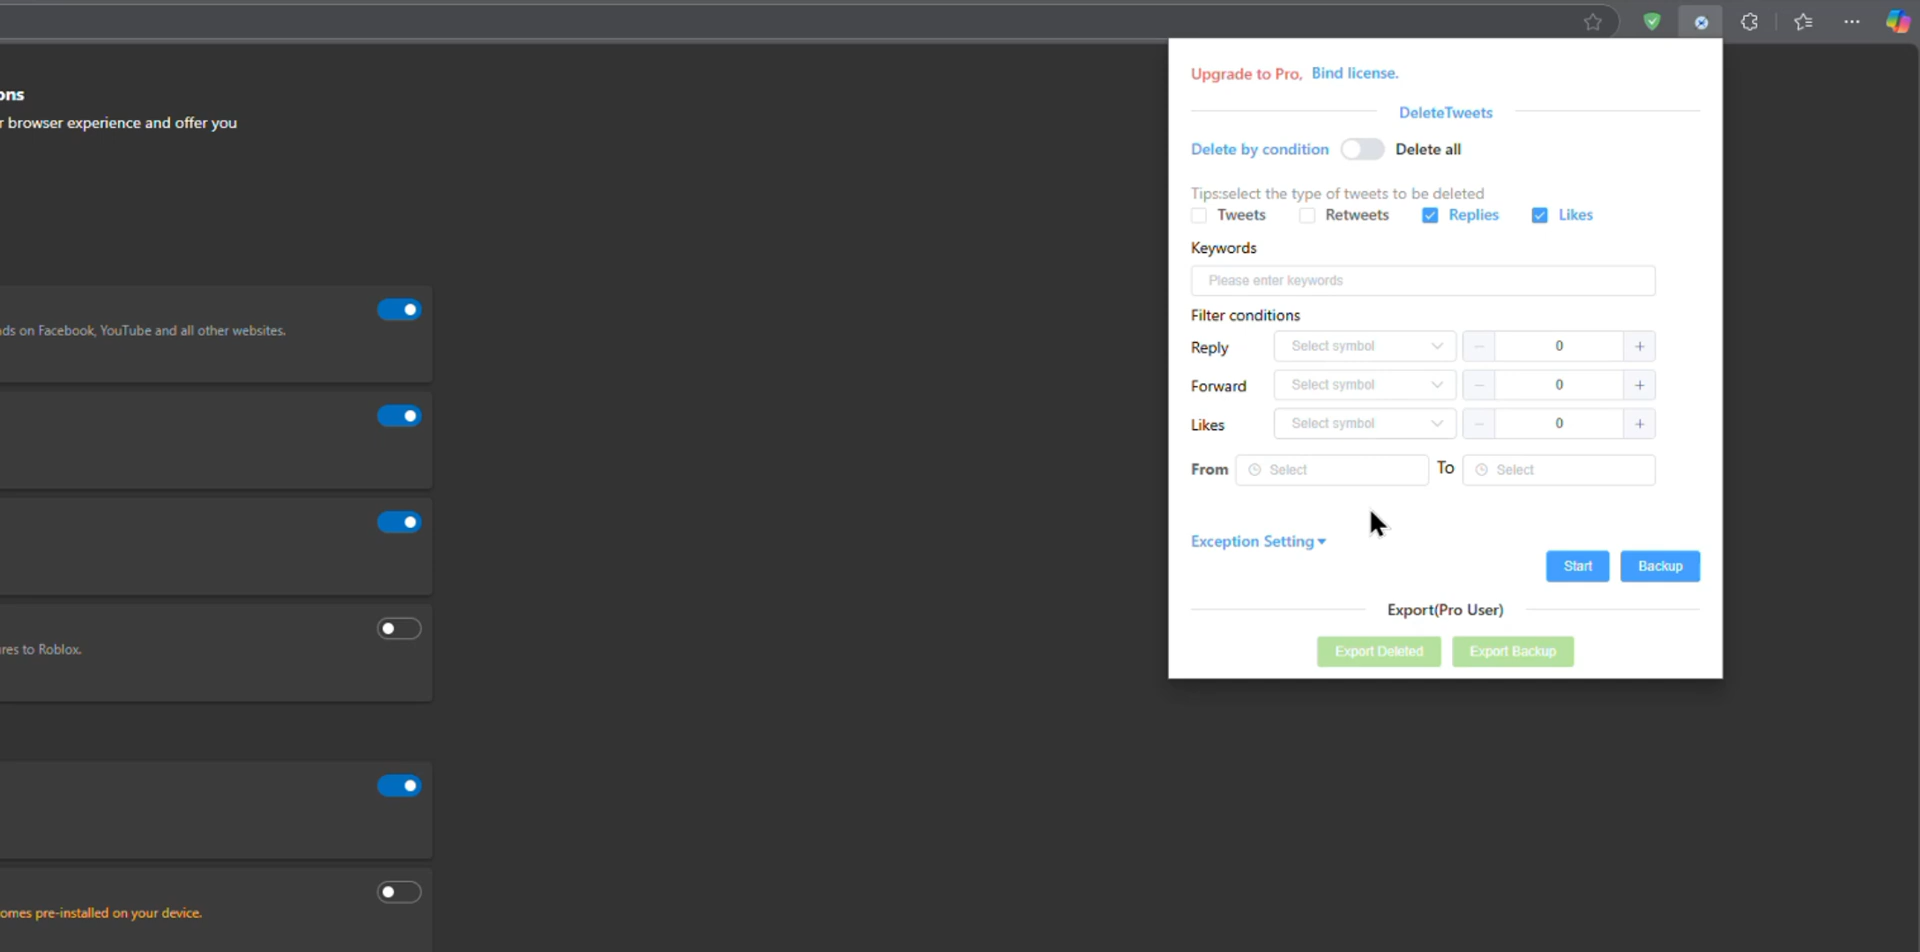 ons
r browser experience and offer you
ds on Facebook, YouTube and all other websites.
res to Roblox.
omes pre-installed on your device.
Upgrade to Pro, Bind license.
DeleteTweets
Delete by condition Delete all
Tips:select the type of tweets to be deleted
Tweets Retweets Replies Likes
Keywords
Please enter keywords
Filter conditions
Reply Select symbol − 0 +
Forward Select symbol − 0 +
Likes Select symbol − 0 +
From Select To Select
Exception Setting
Start Backup
Export(Pro User)
Export Deleted Export Backup